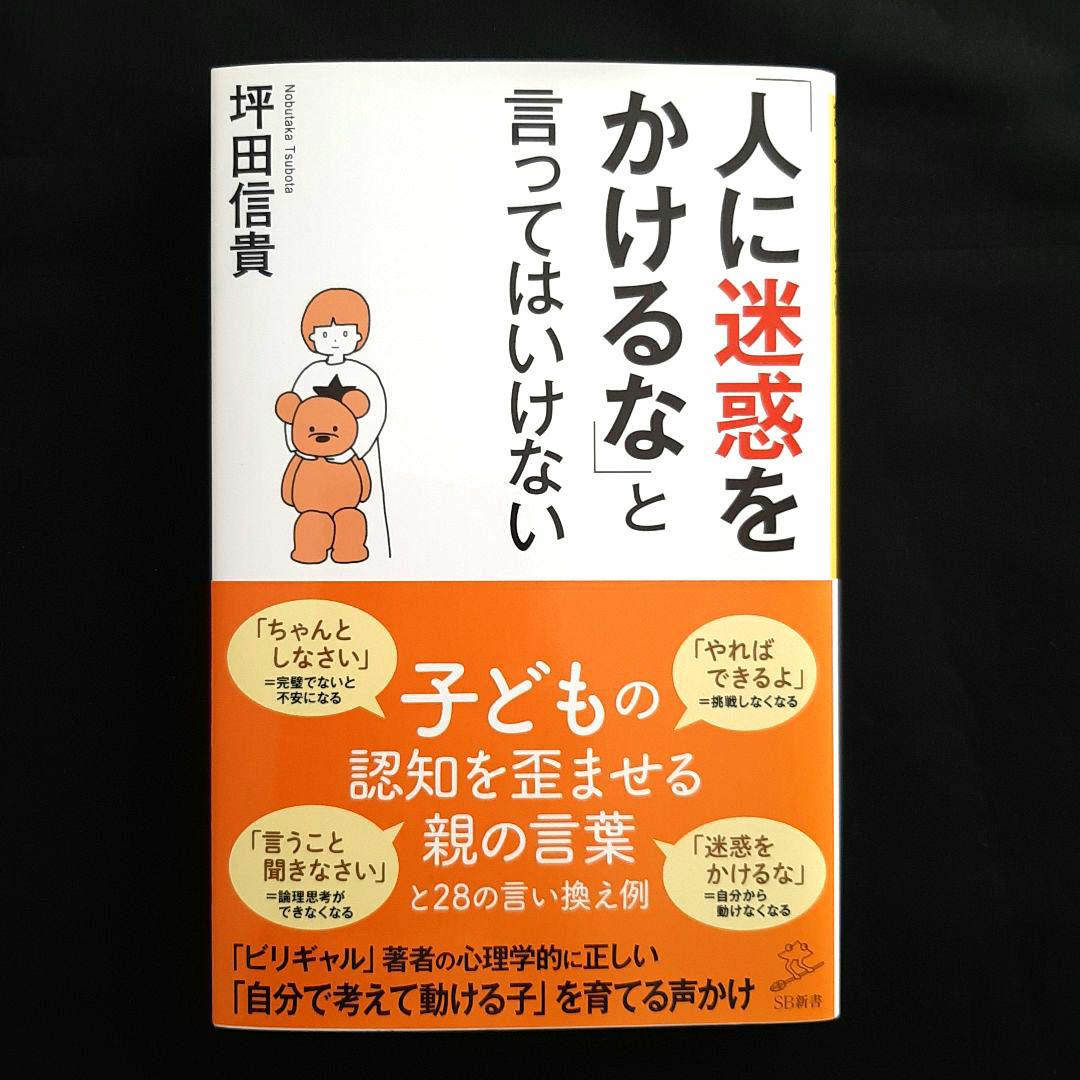 「人に迷惑を
かけるな」と
言ってはいけない
Nobutaka Tsubota
坪田信貴
「ちゃんと
しなさい」
＝完璧でないと
不安になる
「やれば
できるよ」
＝挑戦しなくなる
子どもの
認知を歪ませる
親の言葉
と28の言い換え例
「言うこと
聞きなさい」
＝論理思考が
できなくなる
「迷惑を
かけるな」
＝自分から
動けなくなる
「ビリギャル」著者の心理学的に正しい
「自分で考えて動ける子」を育てる声かけ
SB新書